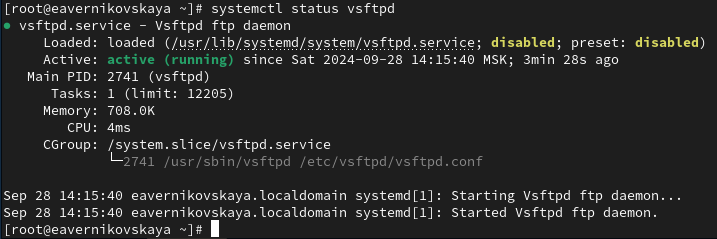 [root@eavernikovskaya ~]# systemctl status vsftpd
● vsftpd.service - Vsftpd ftp daemon
     Loaded: loaded (/usr/lib/systemd/system/vsftpd.service; disabled; preset: disabled)
     Active: active (running) since Sat 2024-09-28 14:15:40 MSK; 3min 28s ago
   Main PID: 2741 (vsftpd)
      Tasks: 1 (limit: 12205)
     Memory: 708.0K
        CPU: 4ms
     CGroup: /system.slice/vsftpd.service
             └─2741 /usr/sbin/vsftpd /etc/vsftpd/vsftpd.conf

Sep 28 14:15:40 eavernikovskaya.localdomain systemd[1]: Starting Vsftpd ftp daemon...
Sep 28 14:15:40 eavernikovskaya.localdomain systemd[1]: Started Vsftpd ftp daemon.
[root@eavernikovskaya ~]#